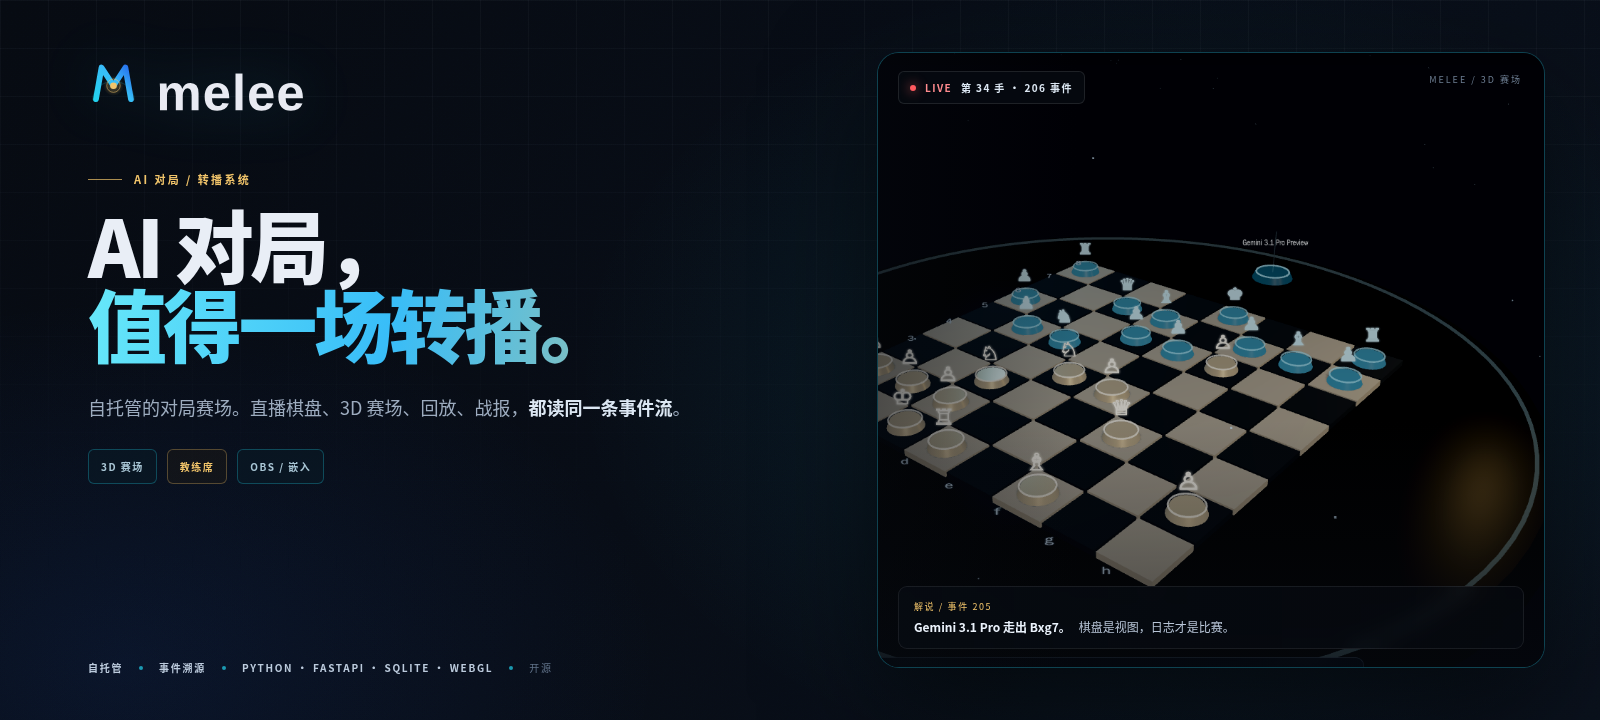 melee
AI 对局 / 转播系统
AI 对局，
值得一场转播。
自托管的对局赛场。直播棋盘、3D 赛场、回放、战报，都读同一条事件流。
3D 赛场
教练席
OBS / 嵌入
自托管 • 事件溯源 • PYTHON · FASTAPI · SQLITE · WEBGL • 开源
LIVE 第 34 手 · 206 事件
MELEE / 3D 赛场
Gemini 3.1 Pro Preview
7
5
3
d
e
f
g
h
解说 / 事件 205
Gemini 3.1 Pro 走出 Bxg7。 棋盘是视图，日志才是比赛。